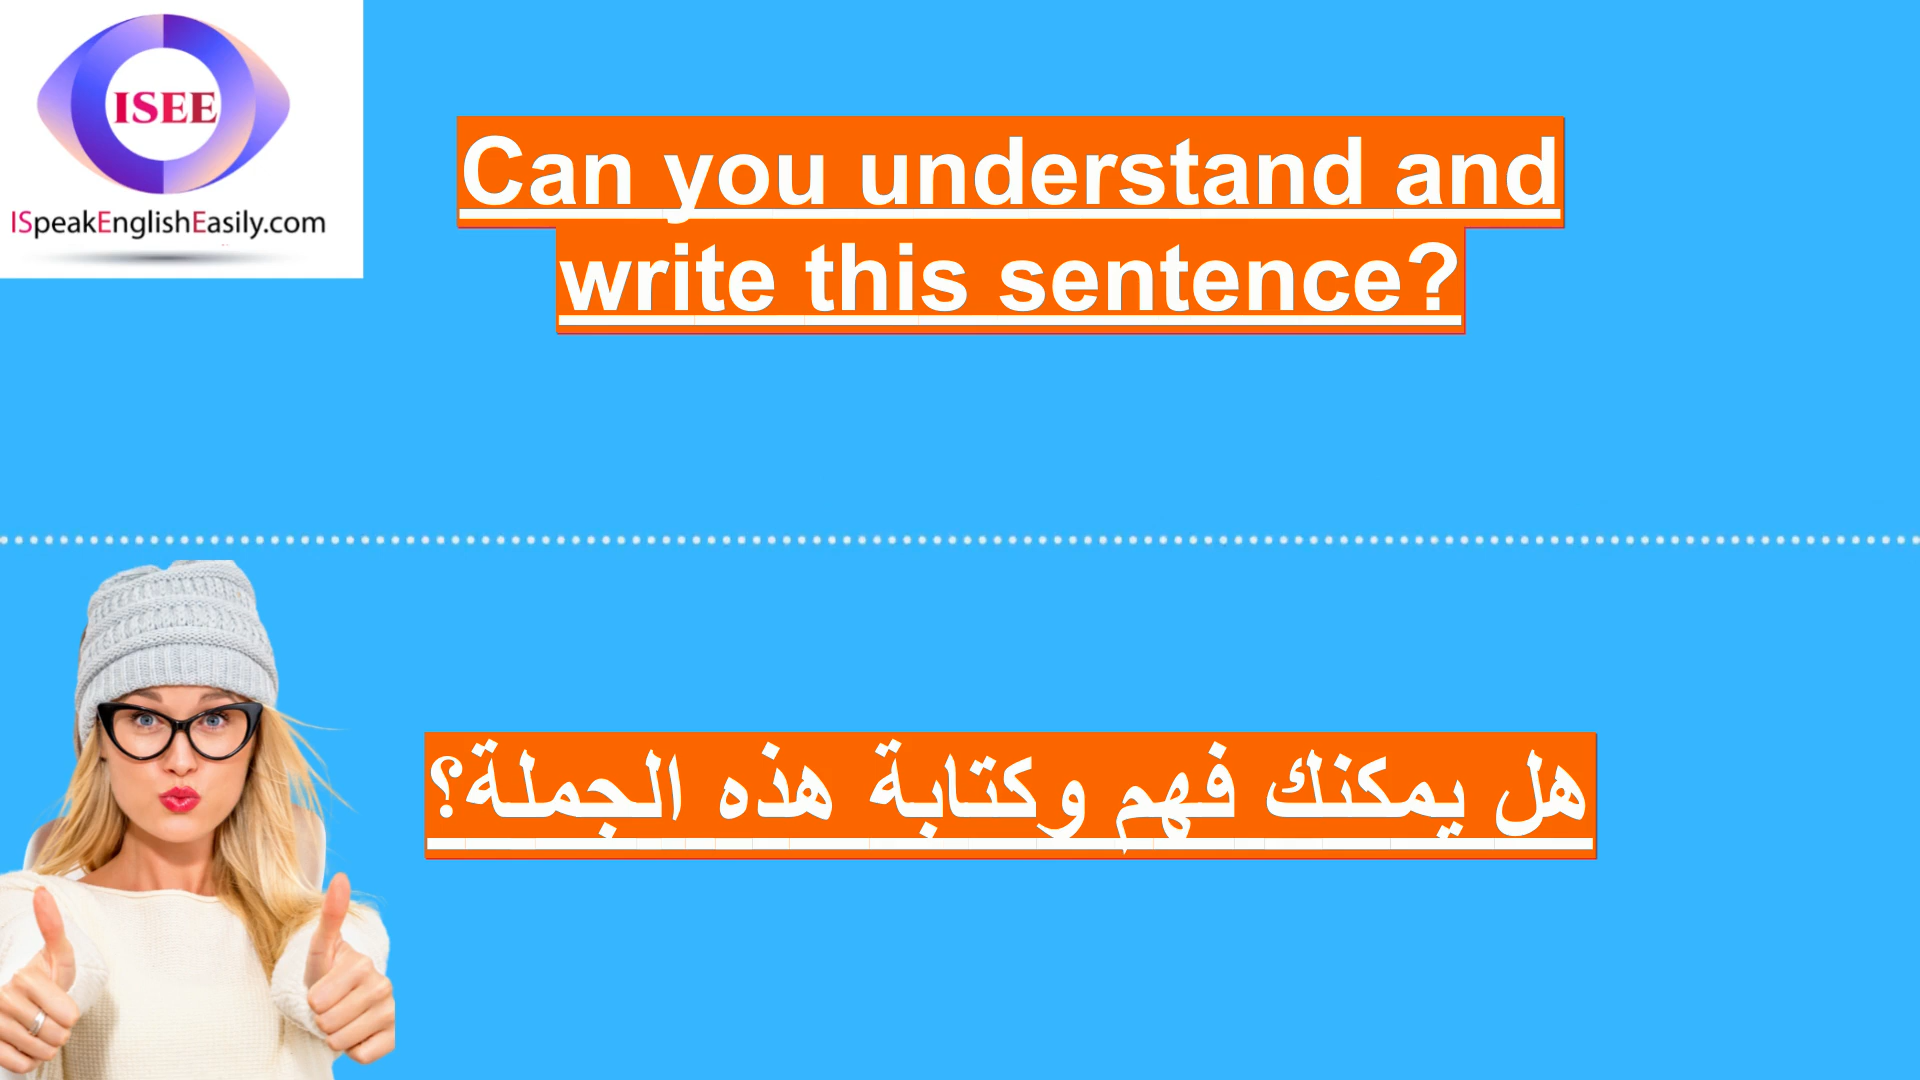 ISEE
ISpeakEnglishEasily.com
Can you understand and
write this sentence?
هل يمكنك فهم وكتابة هذه الجملة؟